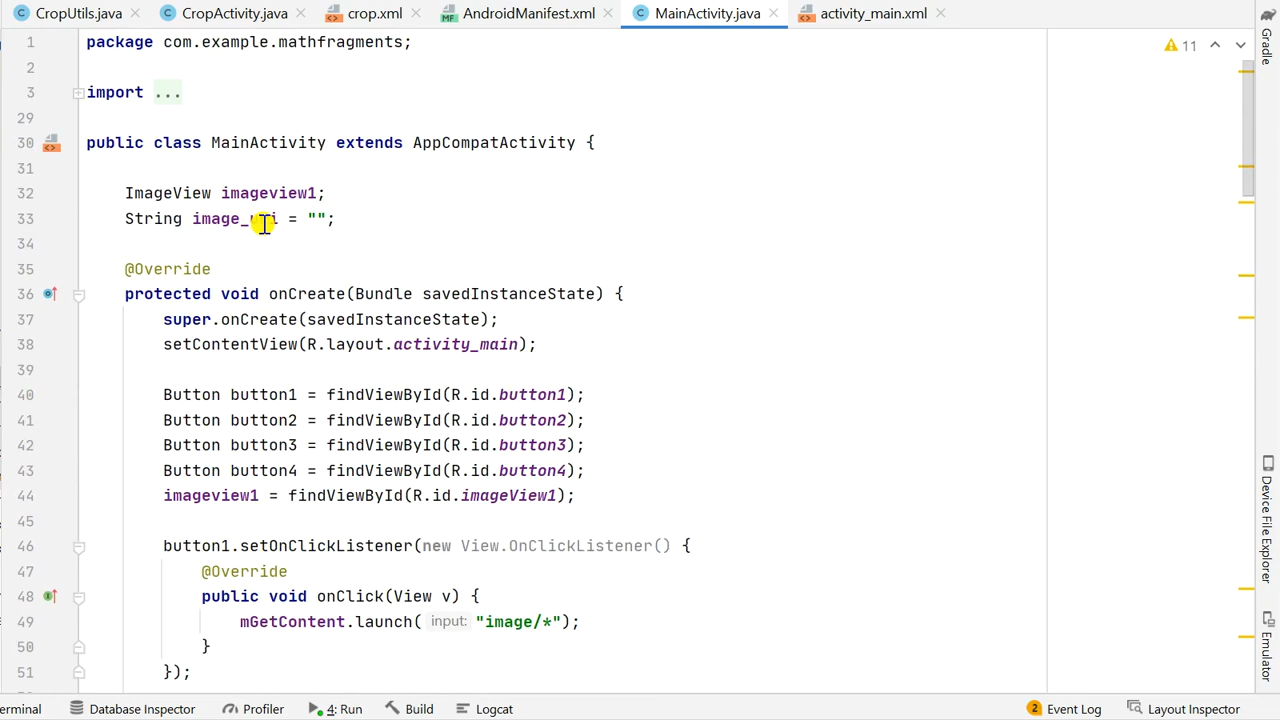 CropUtils.java CropActivity.java crop.xml AndroidManifest.xml MainActivity.java activity_main.xml
1 package com.example.mathfragments;
11
2
3 import ...
29
30 public class MainActivity extends AppCompatActivity {
31
32 ImageView imageview1;
33 String image_uri = "";
34
35 @Override
36 protected void onCreate(Bundle savedInstanceState) {
37 super.onCreate(savedInstanceState);
38 setContentView(R.layout.activity_main);
39
40 Button button1 = findViewById(R.id.button1);
41 Button button2 = findViewById(R.id.button2);
42 Button button3 = findViewById(R.id.button3);
43 Button button4 = findViewById(R.id.button4);
44 imageview1 = findViewById(R.id.imageView1);
45
46 button1.setOnClickListener(new View.OnClickListener() {
47 @Override
48 public void onClick(View v) {
49 mGetContent.launch( input: "image/*");
50 }
51 });
Gradle
Device File Explorer
Emulator
erminal Database Inspector Profiler 4: Run Build Logcat 2 Event Log Layout Inspector